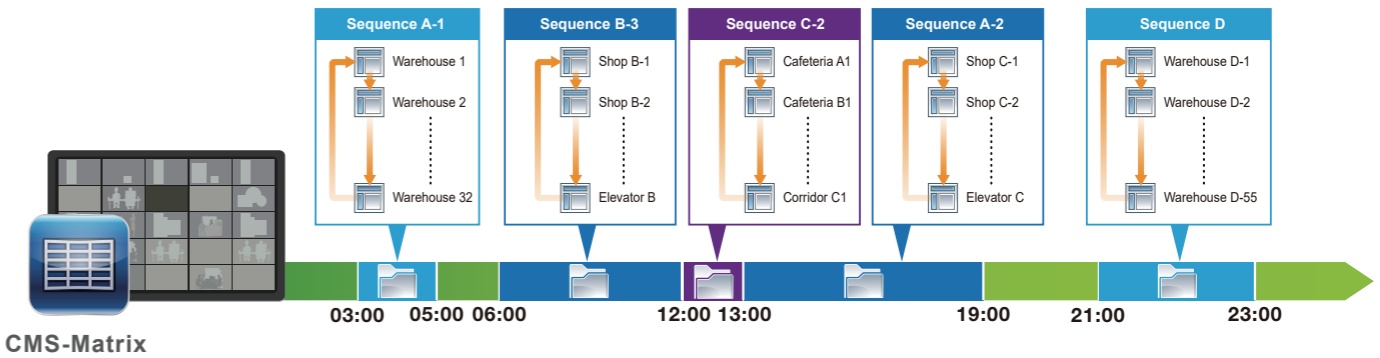 Sequence A-1
Warehouse 1
Warehouse 2
Warehouse 32
Sequence B-3
Shop B-1
Shop B-2
Elevator B
Sequence C-2
Cafeteria A1
Cafeteria B1
Corridor C1
Sequence A-2
Shop C-1
Shop C-2
Elevator C
Sequence D
Warehouse D-1
Warehouse D-2
Warehouse D-55
03:00 05:00 06:00 12:00 13:00 19:00 21:00 23:00
CMS-Matrix